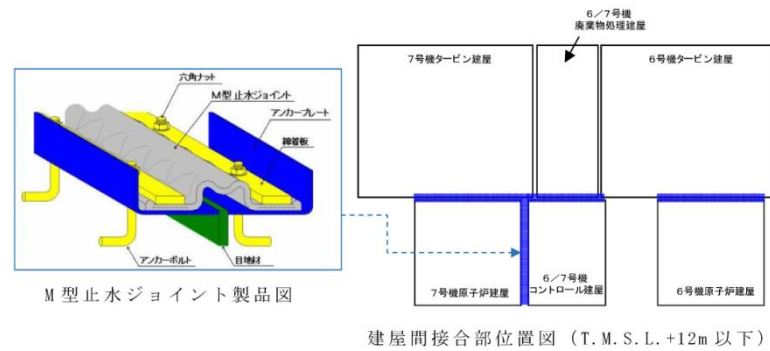 六角ナット
M型止水ジョイント
アンカープレート
締着板
アンカーボルト
目地材
M型止水ジョイント製品図
6/7号機
廃棄物処理建屋
7号機タービン建屋
6号機タービン建屋
7号機原子炉建屋
6/7号機
コントロール建屋
6号機原子炉建屋
建屋間接合部位置図（T.M.S.L.+12m以下）